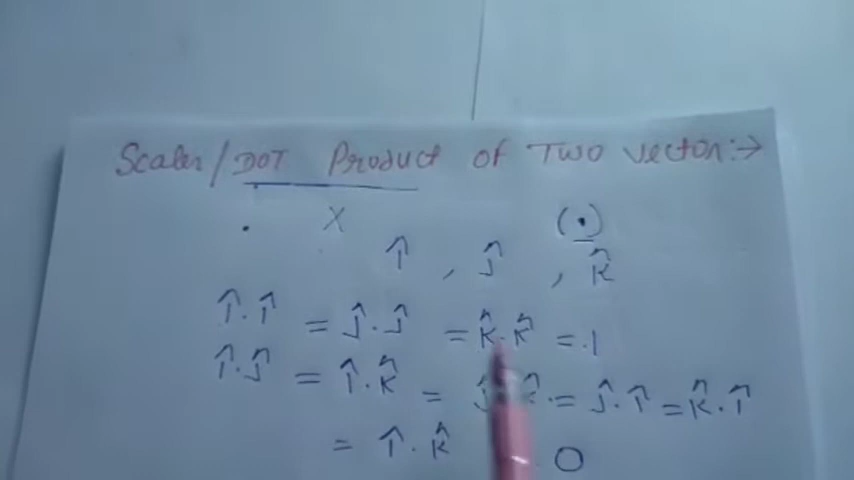 Scaler/DOT Product of Two vector:→
. X (•)
î , ĵ , k̂
î.î = ĵ.ĵ = k̂.k̂ = 1
î.ĵ = î.k̂ = ĵ.k̂ = ĵ.î = k̂.î
= î.k̂ 0